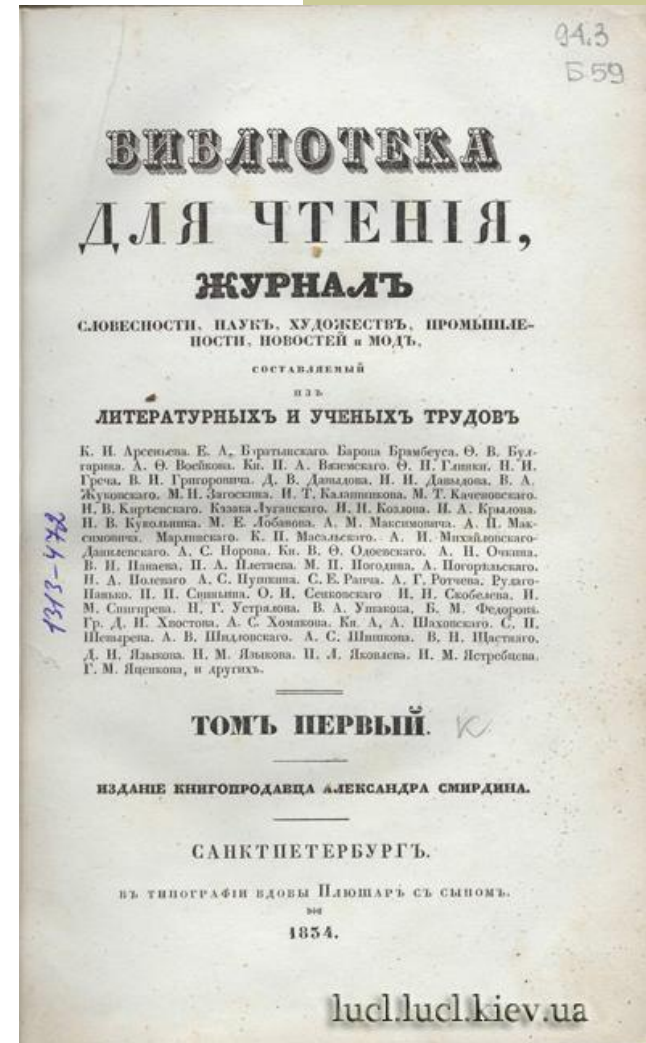 94.3
Б59
БИБЛІОТЕКА
ДЛЯ ЧТЕНІЯ,
ЖУРНАЛЪ
СЛОВЕСНОСТИ, НАУКЪ, ХУДОЖЕСТВЪ, ПРОМЫШЛЕ-
НОСТИ, НОВОСТЕЙ и МОДЪ,
СОСТАВЛЯЕМЫЙ
ИЗЪ
ЛИТЕРАТУРНЫХЪ И УЧЕНЫХЪ ТРУДОВЪ
К. И. Арсеньева. Е. А. Баратынскаго. Барона Брамбеуса. Ѳ. В. Бул-
гарина. А. Ѳ. Воейкова. Кн. П. А. Вяземскаго. Ѳ. Н. Глинки. Н. И.
Греча. В. И. Григоровича. Д. В. Давыдова. И. И. Давыдова. В. А.
Жуковскаго. М. Н. Загоскина. И. Т. Калашникова. М. Т. Каченовскаго.
И. В. Кирѣевскаго. Казака Луганскаго. И. И. Козлова. И. А. Крылова.
Н. В. Кукольника. М. Е. Лобанова. А. М. Максимовича. А. П. Мак-
симовича. Марлинскаго. К. П. Масальскаго. А. И. Михайловскаго-
Данилевскаго. А. С. Норова. Кн. В. Ѳ. Одоевскаго. А. Н. Очкина.
В. И. Панаева. П. А. Плетнева. М. П. Погодина. А. Погорѣльскаго.
Н. А. Полеваго А. С. Пушкина. С. Е. Раича. А. Г. Ротчева. Рудаго-
Панько. П. П. Свиньина. О. И. Сенковскаго И. Н. Скобелева. И.
М. Снигирева. Н. Г. Устрялова. В. А. Ушакова, Б. М. Федорова.
Гр. Д. И. Хвостова. А. С. Хомякова. Кн. А, А. Шаховскаго. С. П.
Шевырева. А. В. Шидловскаго. А. С. Шишкова. В. Н. Щастнаго.
Д. И. Языкова. Н. М. Языкова. П. Л. Яковлева. И. М. Ястребцева.
Г. М. Яценкова, и другихъ.
1313-472
ТОМЪ ПЕРВЫЙ.
К
ИЗДАНІЕ КНИГОПРОДАВЦА АЛЕКСАНДРА СМИРДИНА.
САНКТПЕТЕРБУРГЪ.
ВЪ ТИПОГРАФІИ ВДОВЫ ПЛЮШАРЪ СЪ СЫНОМЪ.
1834.
lucl.lucl.kiev.ua